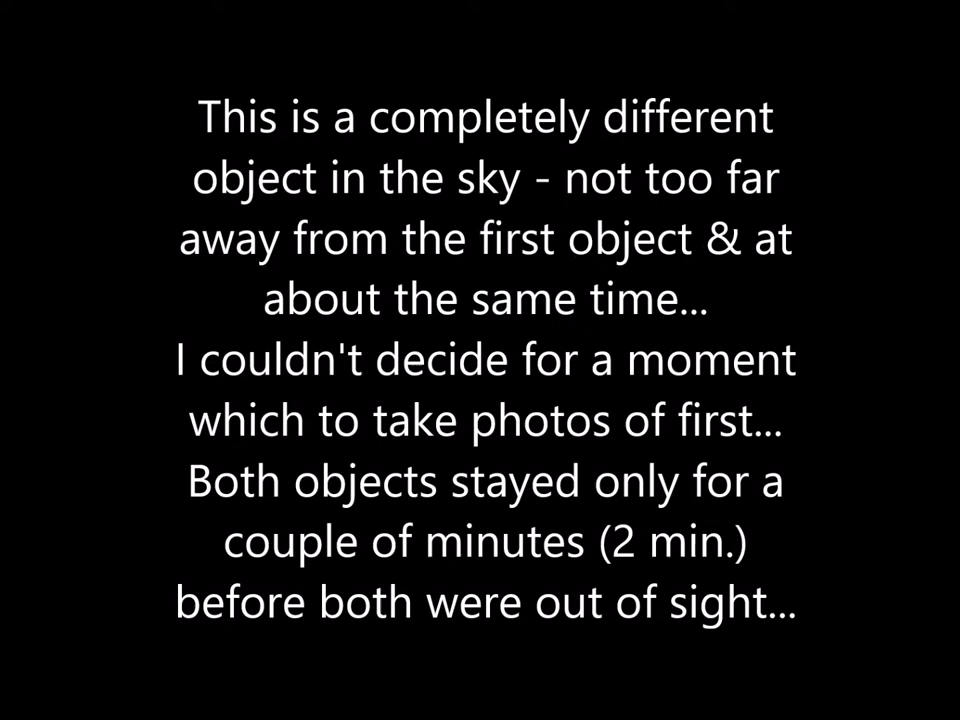 This is a completely different
object in the sky - not too far
away from the first object & at
about the same time...
I couldn't decide for a moment
which to take photos of first...
Both objects stayed only for a
couple of minutes (2 min.)
before both were out of sight...